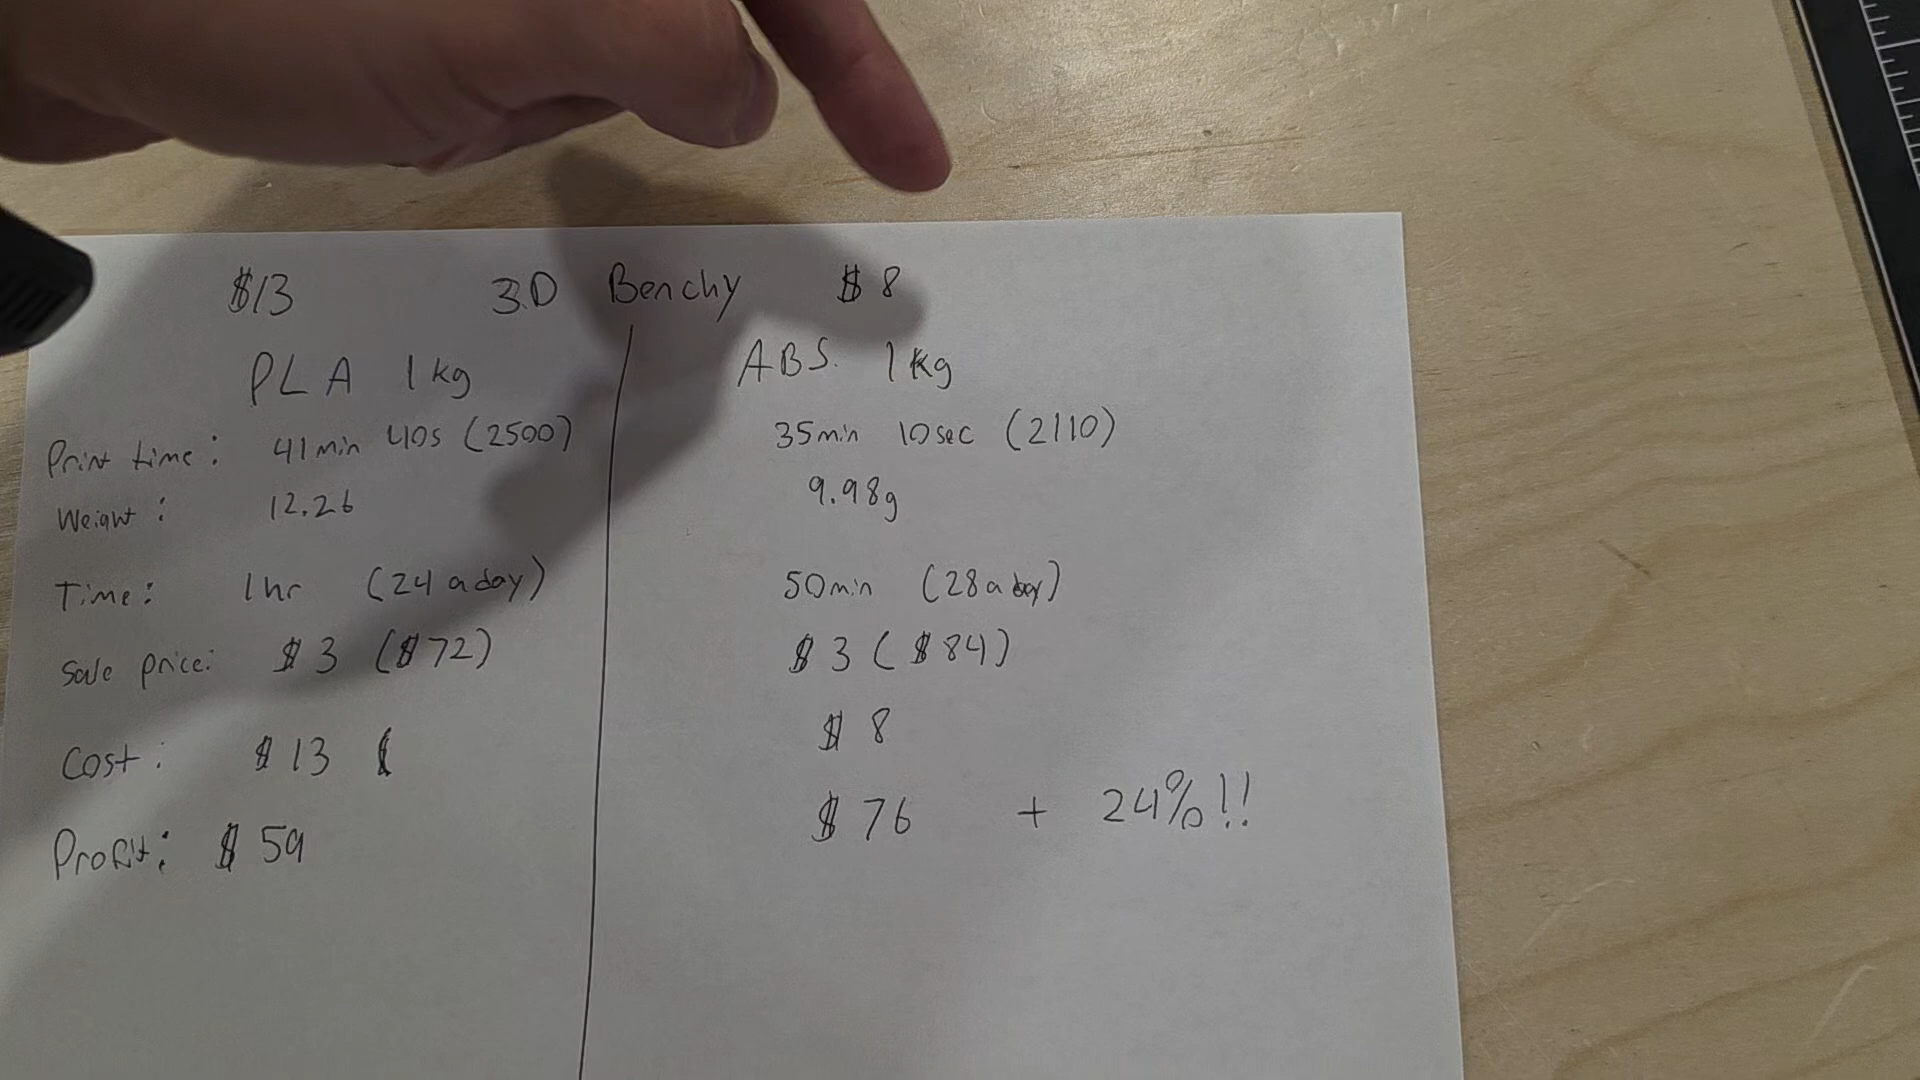 $13 3D Benchy $8
PLA 1kg
Print time: 41min 40s (2500)
Weight: 12.26
Time: 1hr (24 a day)
Sale price: $3 ($72)
Cost: $13
Profit: $59
ABS. 1kg
35min 10sec (2110)
9.98g
50min (28 a day)
$3 ($84)
$8
$76 + 24%!!